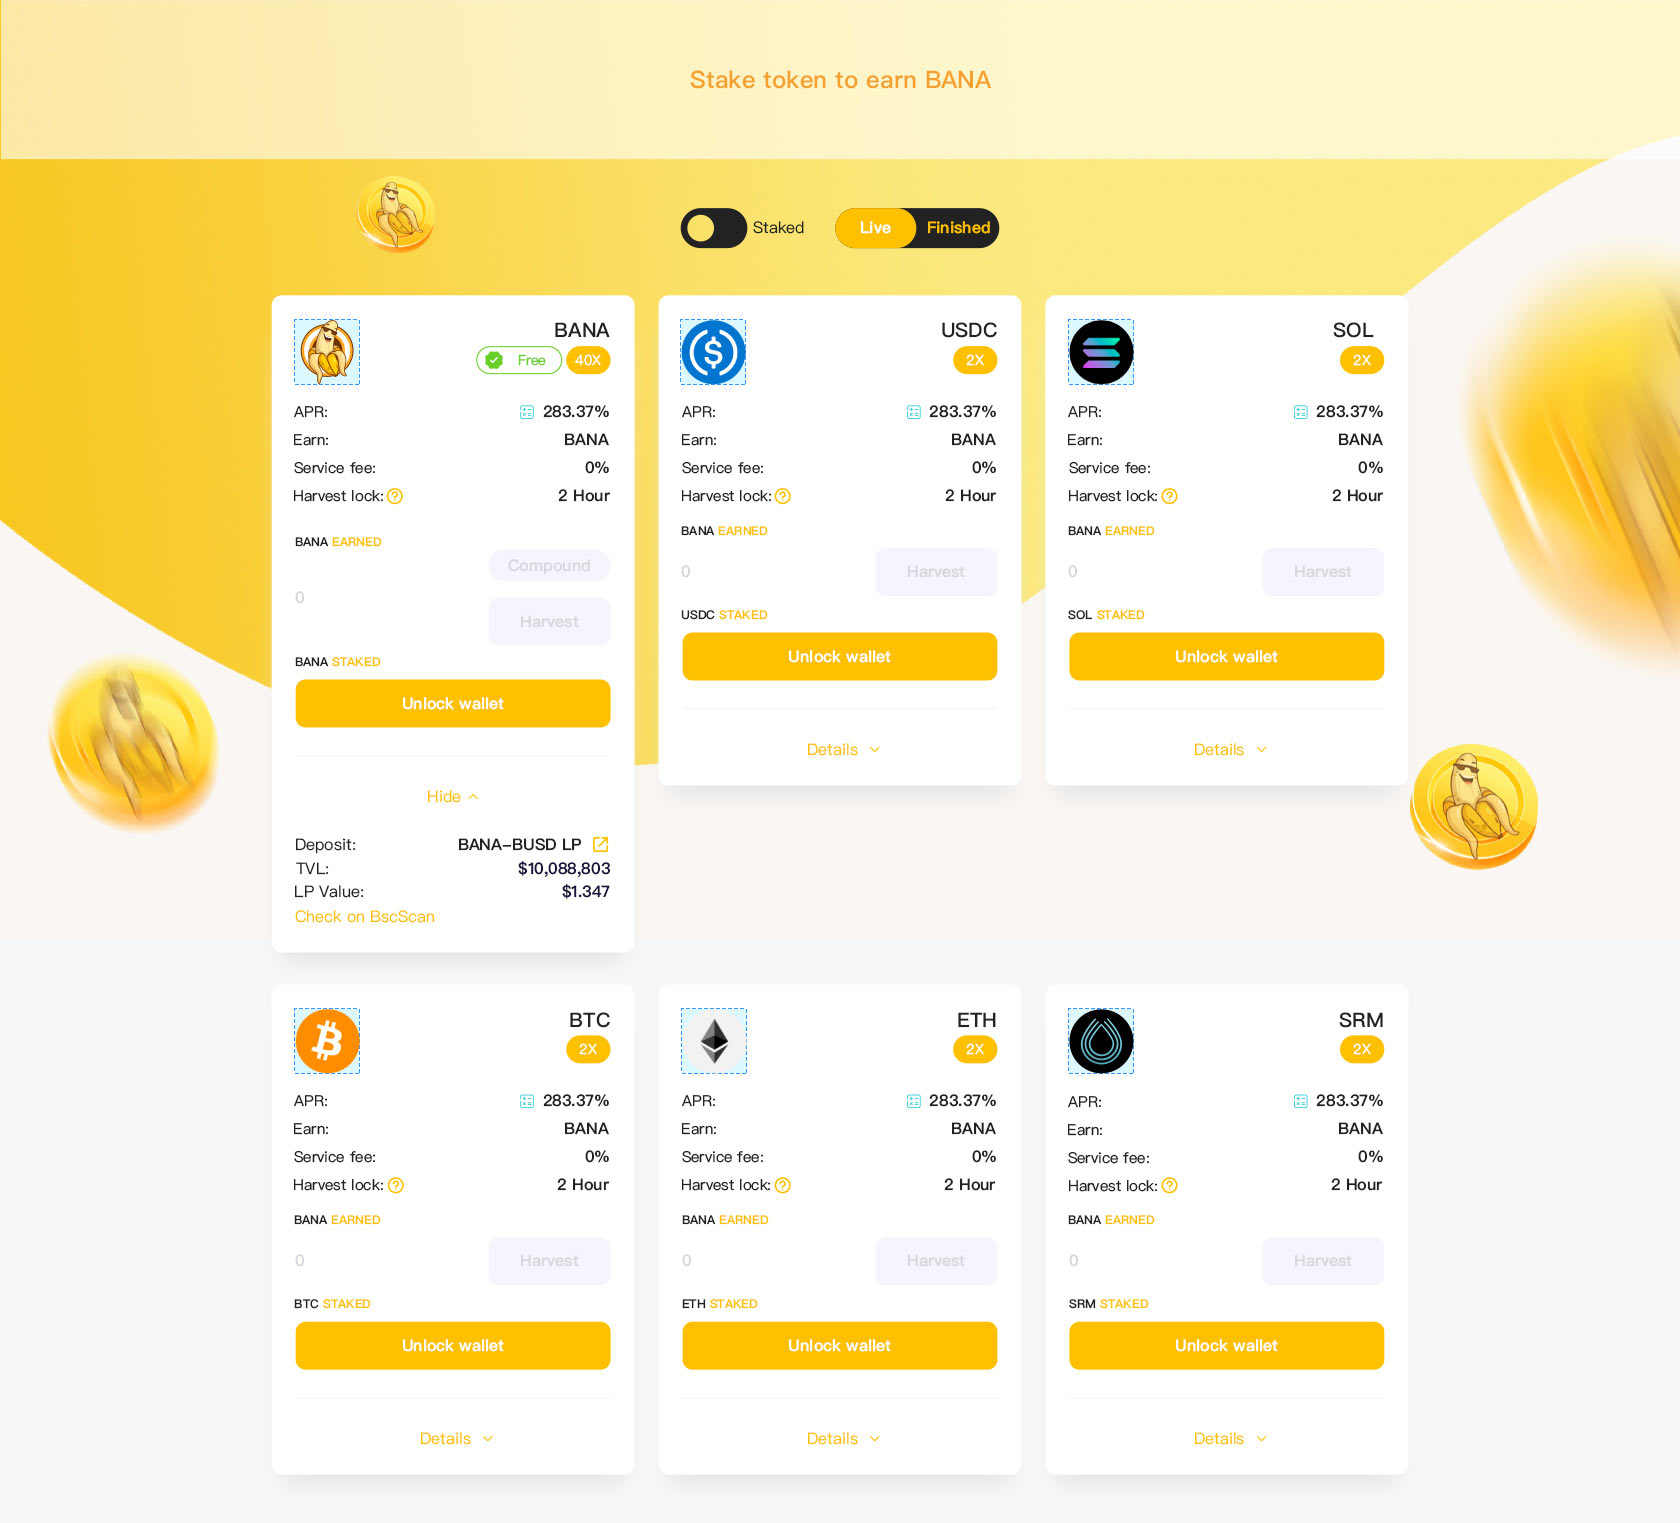 Stake token to earn BANA
Staked Live Finished
BANA
Free 40X
APR: 283.37%
Earn: BANA
Service fee: 0%
Harvest lock: 2 Hour
BANA EARNED
Compound
0
Harvest
BANA STAKED
Unlock wallet
Hide
Deposit: BANA-BUSD LP
TVL: $10,088,803
LP Value: $1.347
Check on BscScan
USDC
2X
APR: 283.37%
Earn: BANA
Service fee: 0%
Harvest lock: 2 Hour
BANA EARNED
0 Harvest
USDC STAKED
Unlock wallet
Details
SOL
2X
APR: 283.37%
Earn: BANA
Service fee: 0%
Harvest lock: 2 Hour
BANA EARNED
0 Harvest
SOL STAKED
Unlock wallet
Details
BTC
2X
APR: 283.37%
Earn: BANA
Service fee: 0%
Harvest lock: 2 Hour
BANA EARNED
0 Harvest
BTC STAKED
Unlock wallet
Details
ETH
2X
APR: 283.37%
Earn: BANA
Service fee: 0%
Harvest lock: 2 Hour
BANA EARNED
0 Harvest
ETH STAKED
Unlock wallet
Details
SRM
2X
APR: 283.37%
Earn: BANA
Service fee: 0%
Harvest lock: 2 Hour
BANA EARNED
0 Harvest
SRM STAKED
Unlock wallet
Details